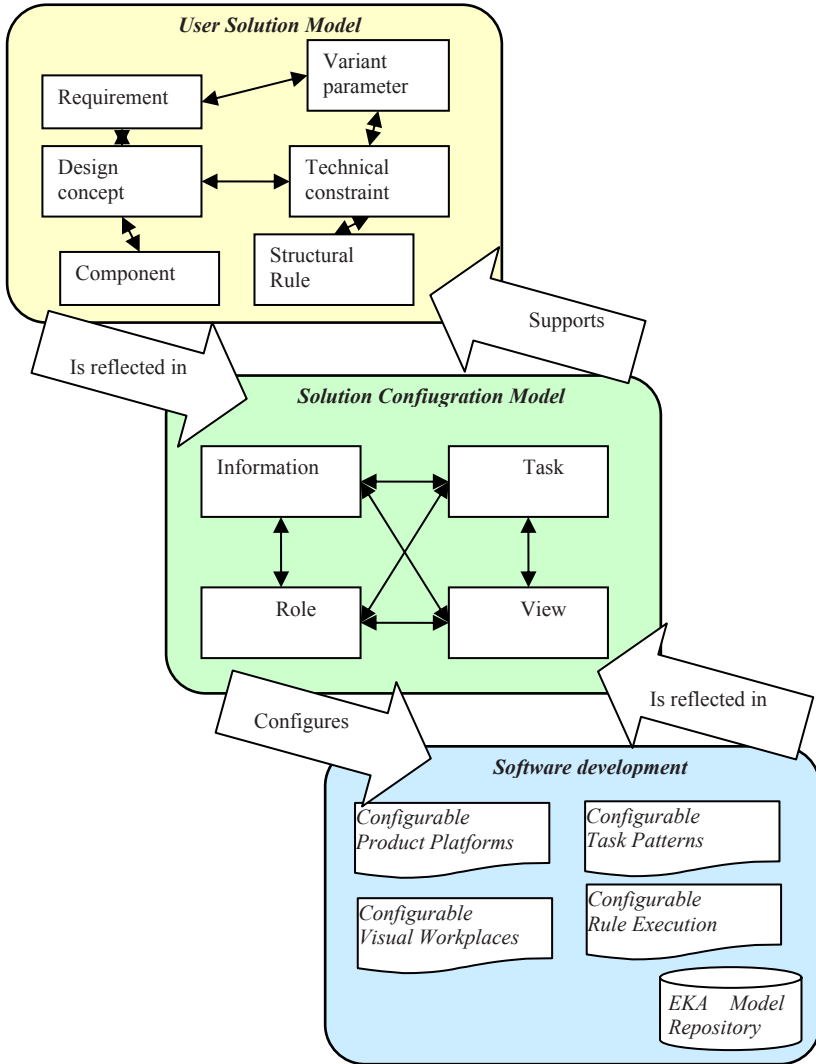 User Solution Model
Variant
parameter
Requirement
Design
concept
Technical
constraint
Component
Structural
Rule
Supports
Is reflected in
Solution Confiugration Model
Information
Task
Role
View
Is reflected in
Configures
Software development
Configurable
Product Platforms
Configurable
Task Patterns
Configurable
Visual Workplaces
Configurable
Rule Execution
EKA Model
Repository